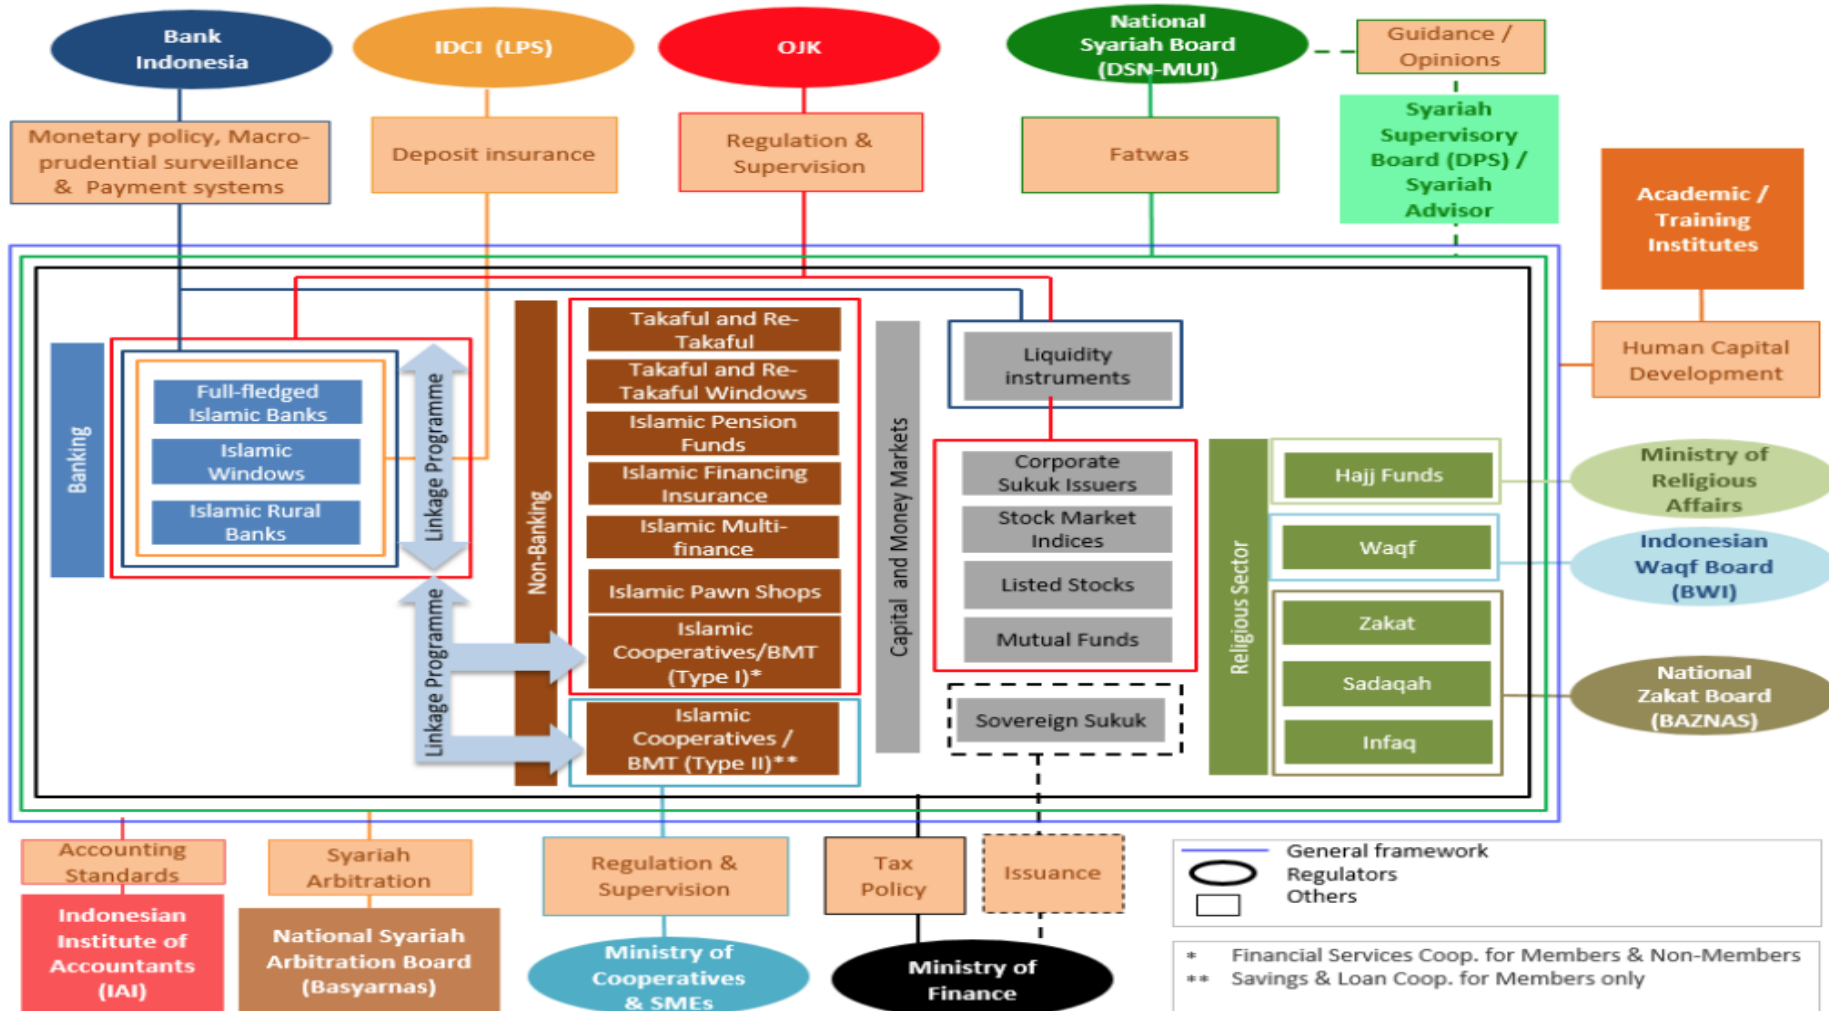 Bank
Indonesia
IDCI (LPS)
OJK
National
Syariah Board
(DSN-MUI)
Guidance /
Opinions
Monetary policy, Macro-
prudential surveillance
& Payment systems
Deposit insurance
Regulation &
Supervision
Fatwas
Syariah
Supervisory
Board (DPS) /
Syariah
Advisor
Academic /
Training
Institutes
Human Capital
Development
Banking
Full-fledged
Islamic Banks
Islamic
Windows
Islamic Rural
Banks
Linkage Programme
Linkage Programme
Non-Banking
Takaful and Re-
Takaful
Takaful and Re-
Takaful Windows
Islamic Pension
Funds
Islamic Financing
Insurance
Islamic Multi-
finance
Islamic Pawn Shops
Islamic
Cooperatives/BMT
(Type I)*
Islamic
Cooperatives /
BMT (Type II)**
Capital and Money Markets
Liquidity
instruments
Corporate
Sukuk Issuers
Stock Market
Indices
Listed Stocks
Mutual Funds
Sovereign Sukuk
Religious Sector
Hajj Funds
Waqf
Zakat
Sadaqah
Infaq
Ministry of
Religious
Affairs
Indonesian
Waqf Board
(BWI)
National
Zakat Board
(BAZNAS)
Accounting
Standards
Indonesian
Institute of
Accountants
(IAI)
Syariah
Arbitration
National Syariah
Arbitration Board
(Basyarnas)
Regulation &
Supervision
Ministry of
Cooperatives
& SMEs
Tax
Policy
Issuance
Ministry of
Finance
General framework
Regulators
Others
* Financial Services Coop. for Members & Non-Members
** Savings & Loan Coop. for Members only